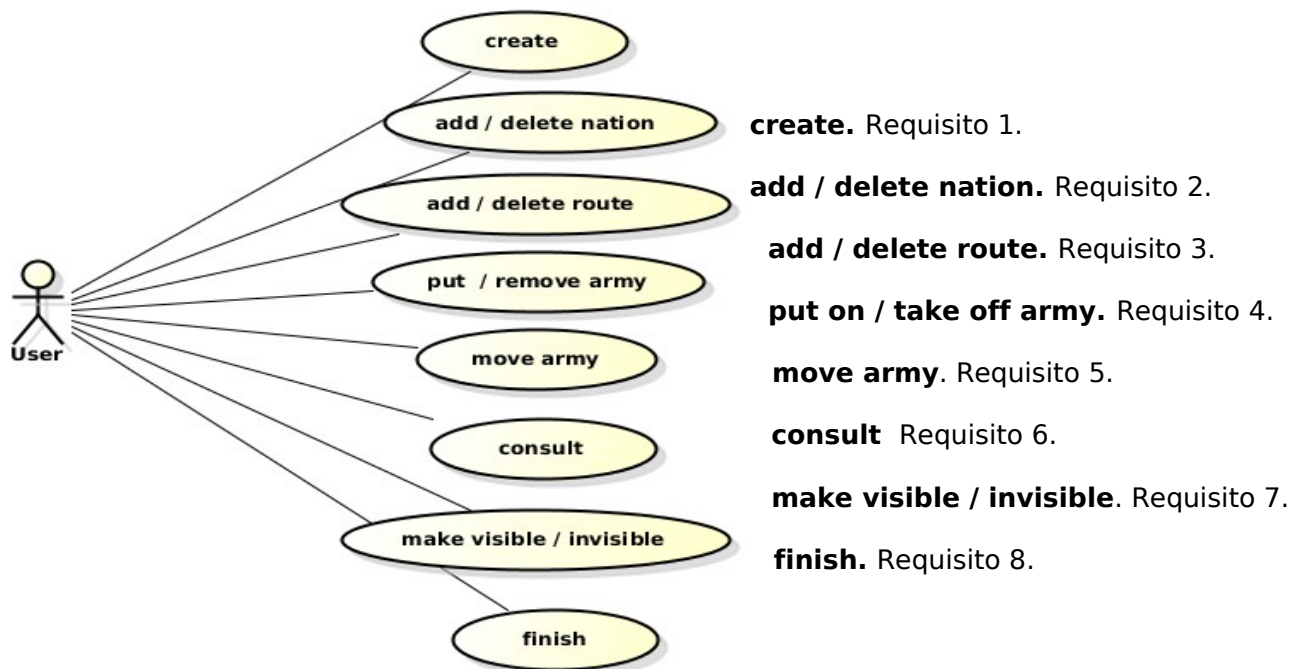 create
add / delete nation
add / delete route
put / remove army
move army
consult
make visible / invisible
finish
User
create. Requisito 1.
add / delete nation. Requisito 2.
add / delete route. Requisito 3.
put on / take off army. Requisito 4.
move army. Requisito 5.
consult Requisito 6.
make visible / invisible. Requisito 7.
finish. Requisito 8.